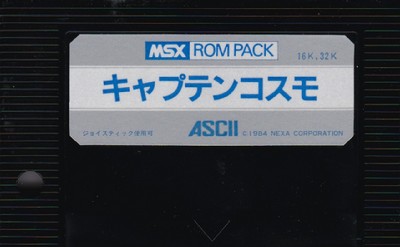 MSX ROM PACK 16K.32K
キャプテンコスモ
ジョイスティック使用可 ASCII ©1984 NEXA CORPORATION